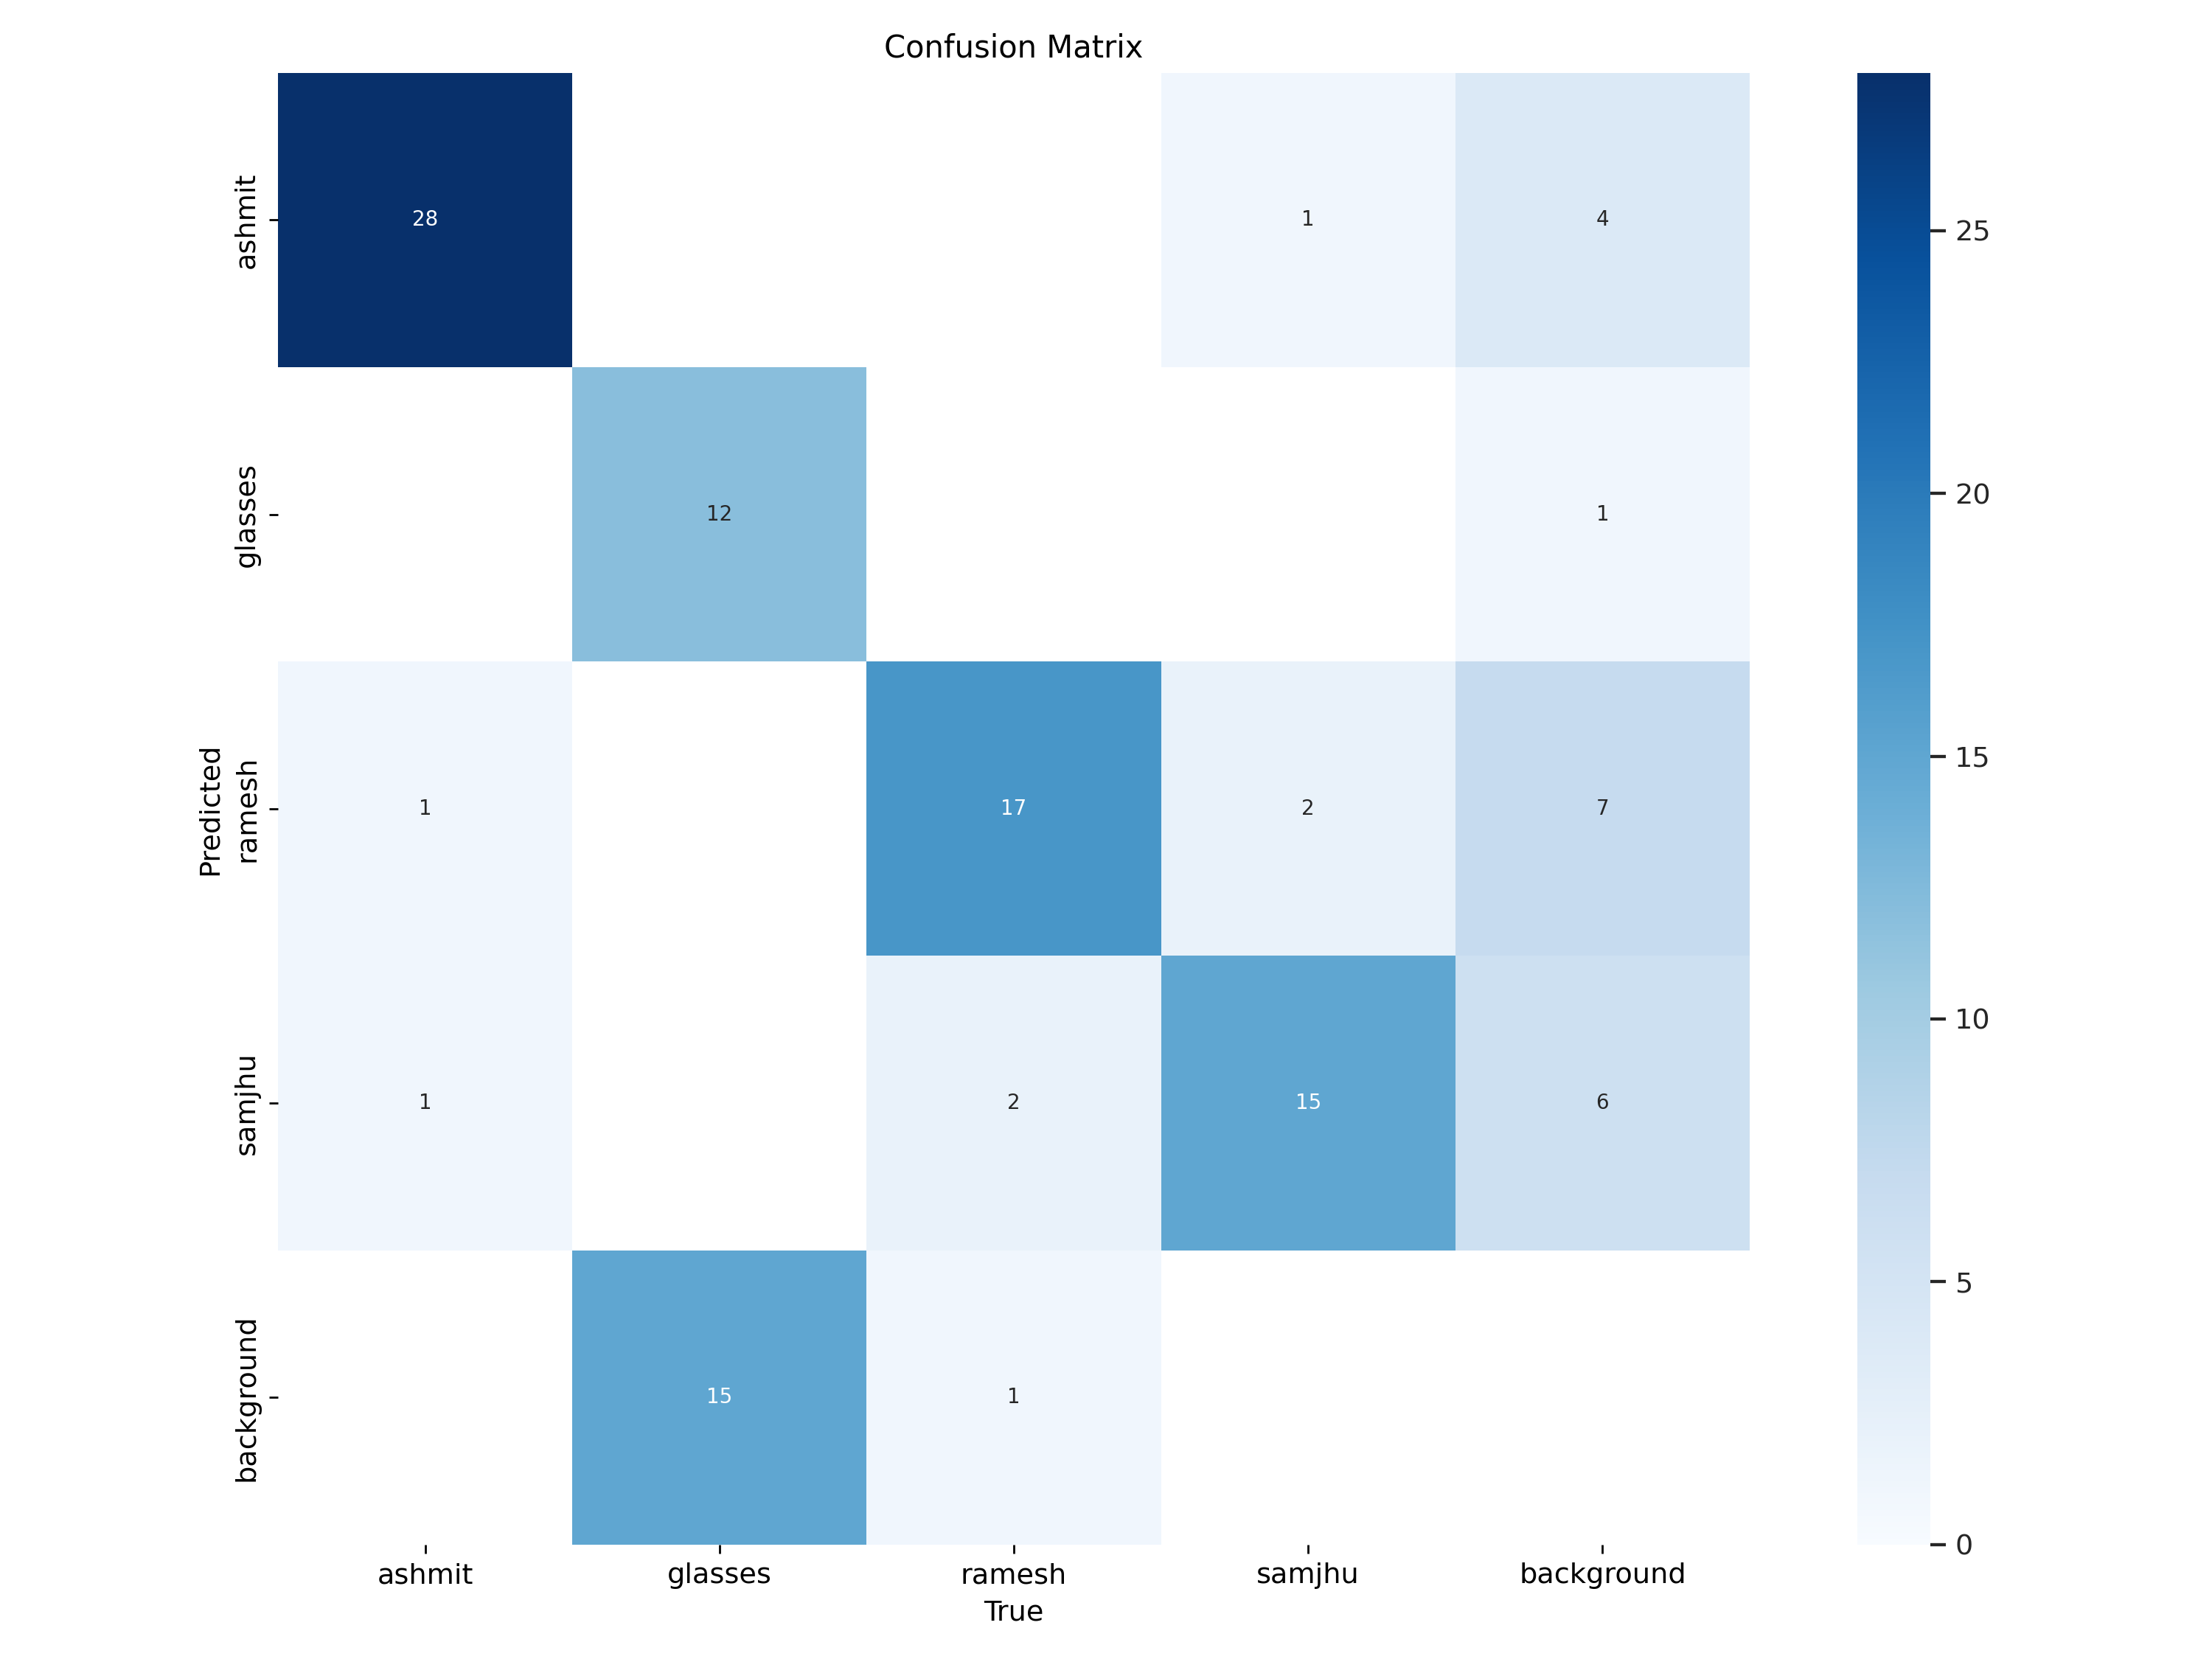 Confusion Matrix
ashmit
28
1
4
25
glasses
12
1
20
Predicted
ramesh
1
17
2
7
15
samjhu
1
2
15
6
10
background
15
1
5
0
ashmit
glasses
ramesh
samjhu
background
True